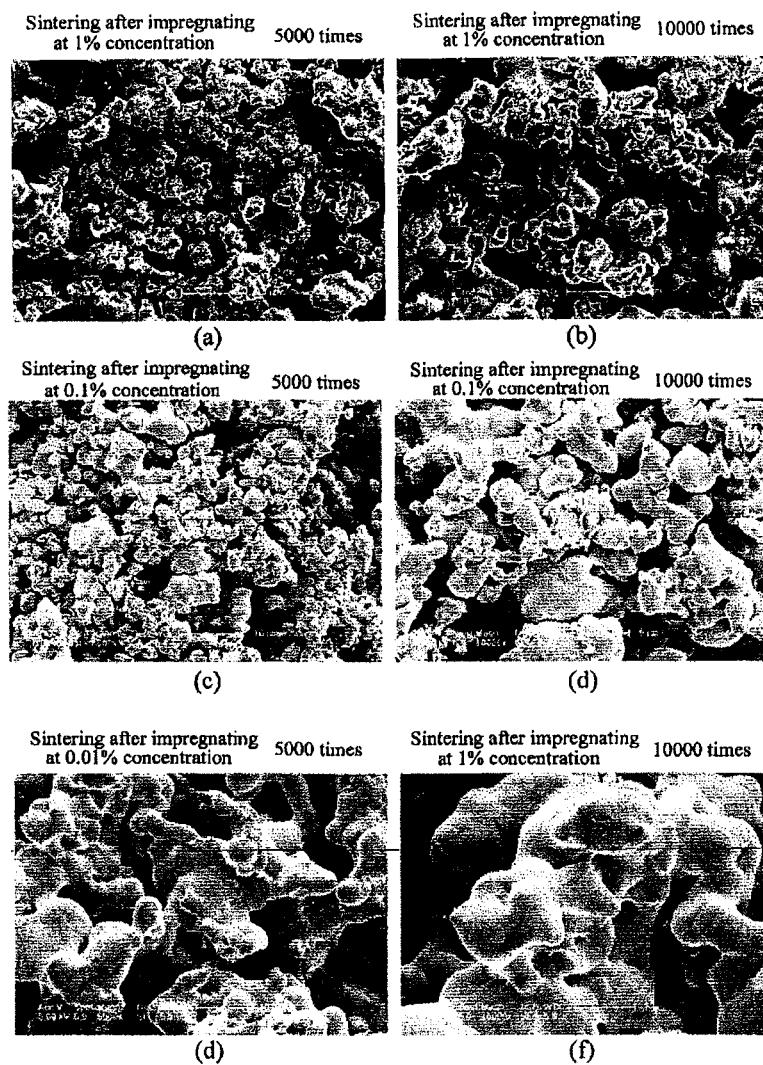 Sintering after impregnating
at 1% concentration 5000 times
Sintering after impregnating
at 1% concentration 10000 times
(a)
(b)
Sintering after impregnating
at 0.1% concentration 5000 times
Sintering after impregnating
at 0.1% concentration 10000 times
(c)
(d)
Sintering after impregnating
at 0.01% concentration 5000 times
Sintering after impregnating
at 1% concentration 10000 times
(d)
(f)